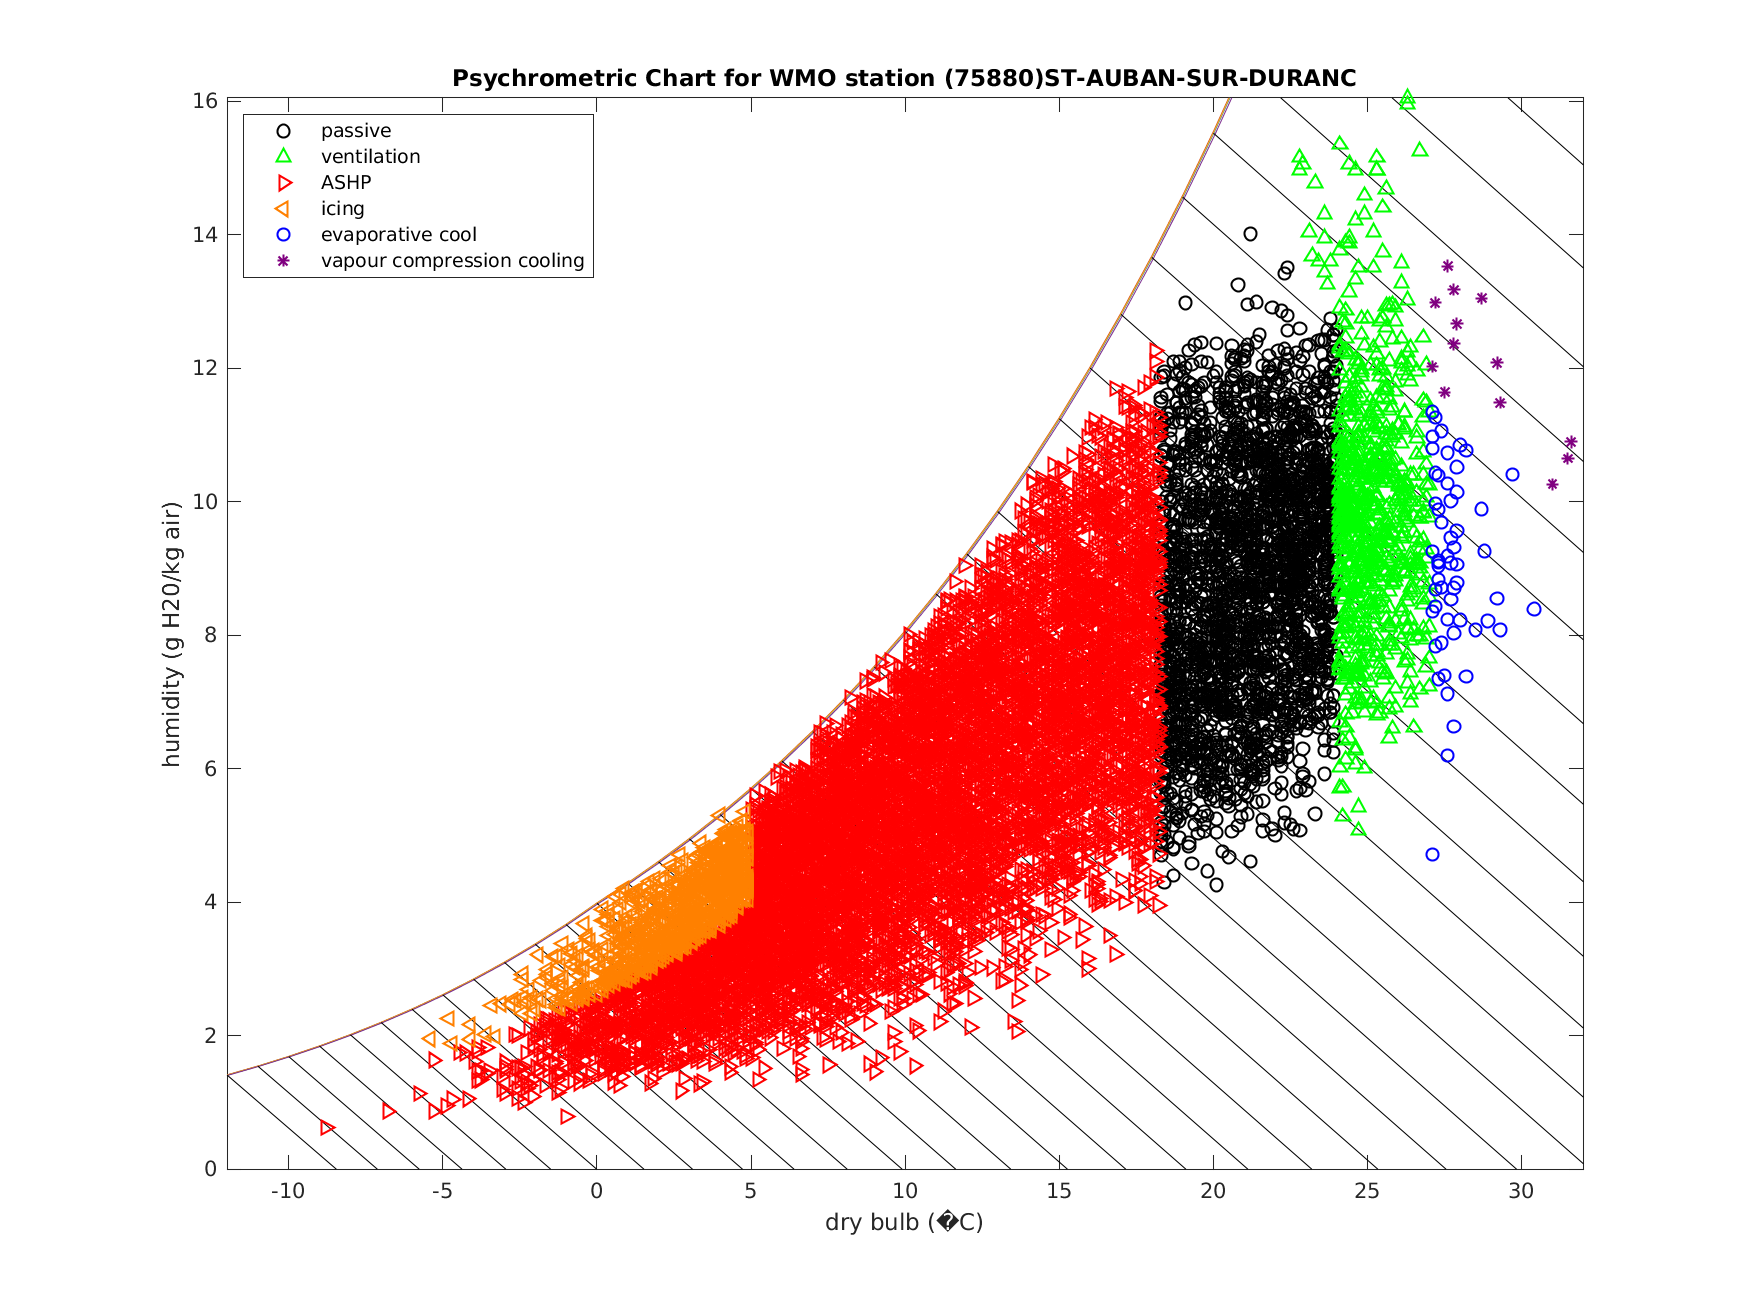 Psychrometric Chart for WMO station (75880)ST-AUBAN-SUR-DURANC
passive
ventilation
ASHP
icing
evaporative cool
vapour compression cooling
16
14
12
10
8
6
4
2
0
humidity (g H20/kg air)
-10 -5 0 5 10 15 20 25 30
dry bulb (�C)